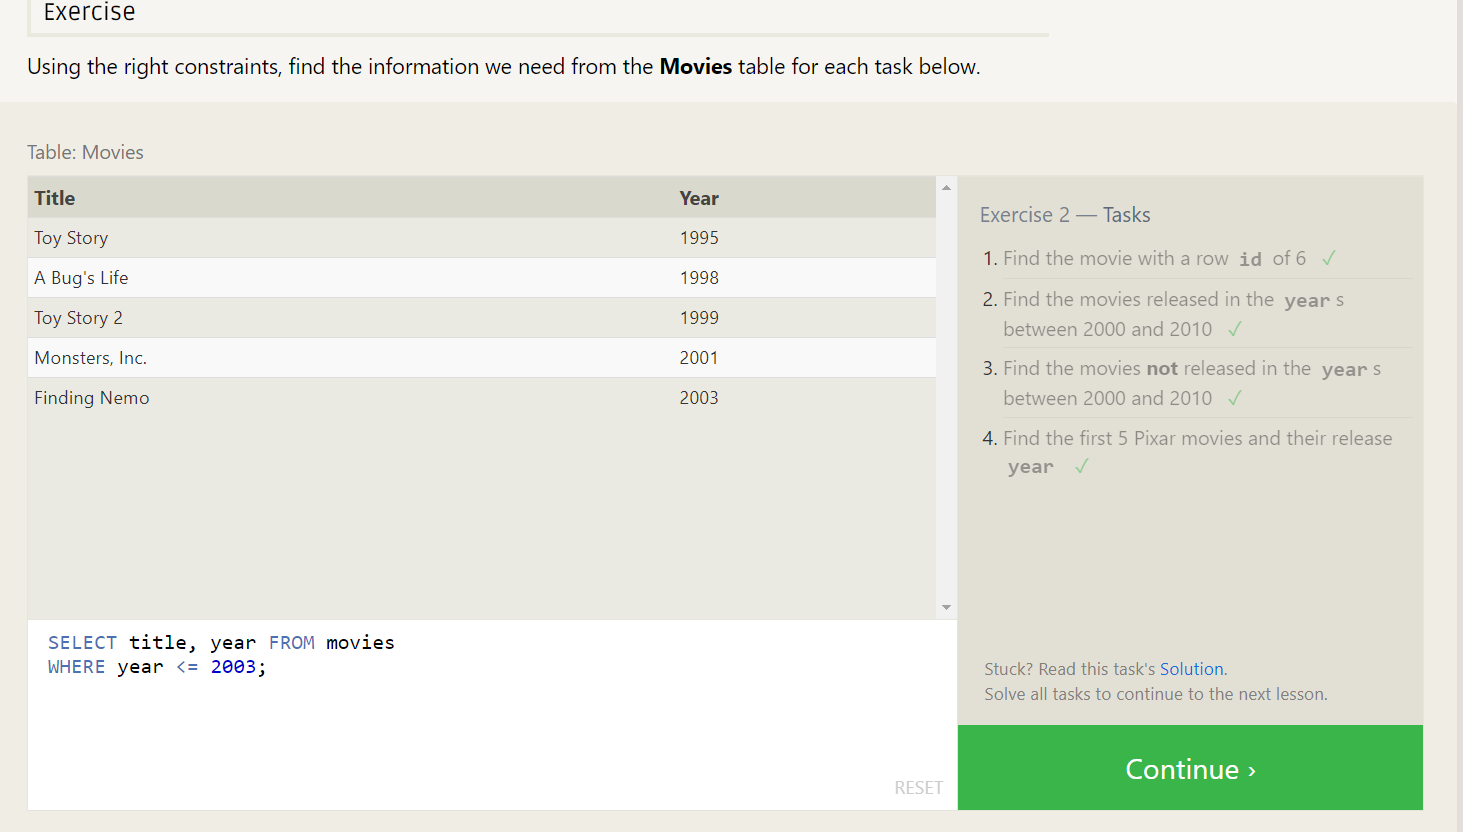 Exercise
Using the right constraints, find the information we need from the Movies table for each task below.
Table: Movies
Title Year
Toy Story 1995
A Bug's Life 1998
Toy Story 2 1999
Monsters, Inc. 2001
Finding Nemo 2003
SELECT title, year FROM movies
WHERE year <= 2003;
RESET
Exercise 2 — Tasks
1. Find the movie with a row id of 6 ✓
2. Find the movies released in the year s
between 2000 and 2010 ✓
3. Find the movies not released in the year s
between 2000 and 2010 ✓
4. Find the first 5 Pixar movies and their release
year ✓
Stuck? Read this task's Solution.
Solve all tasks to continue to the next lesson.
Continue ›